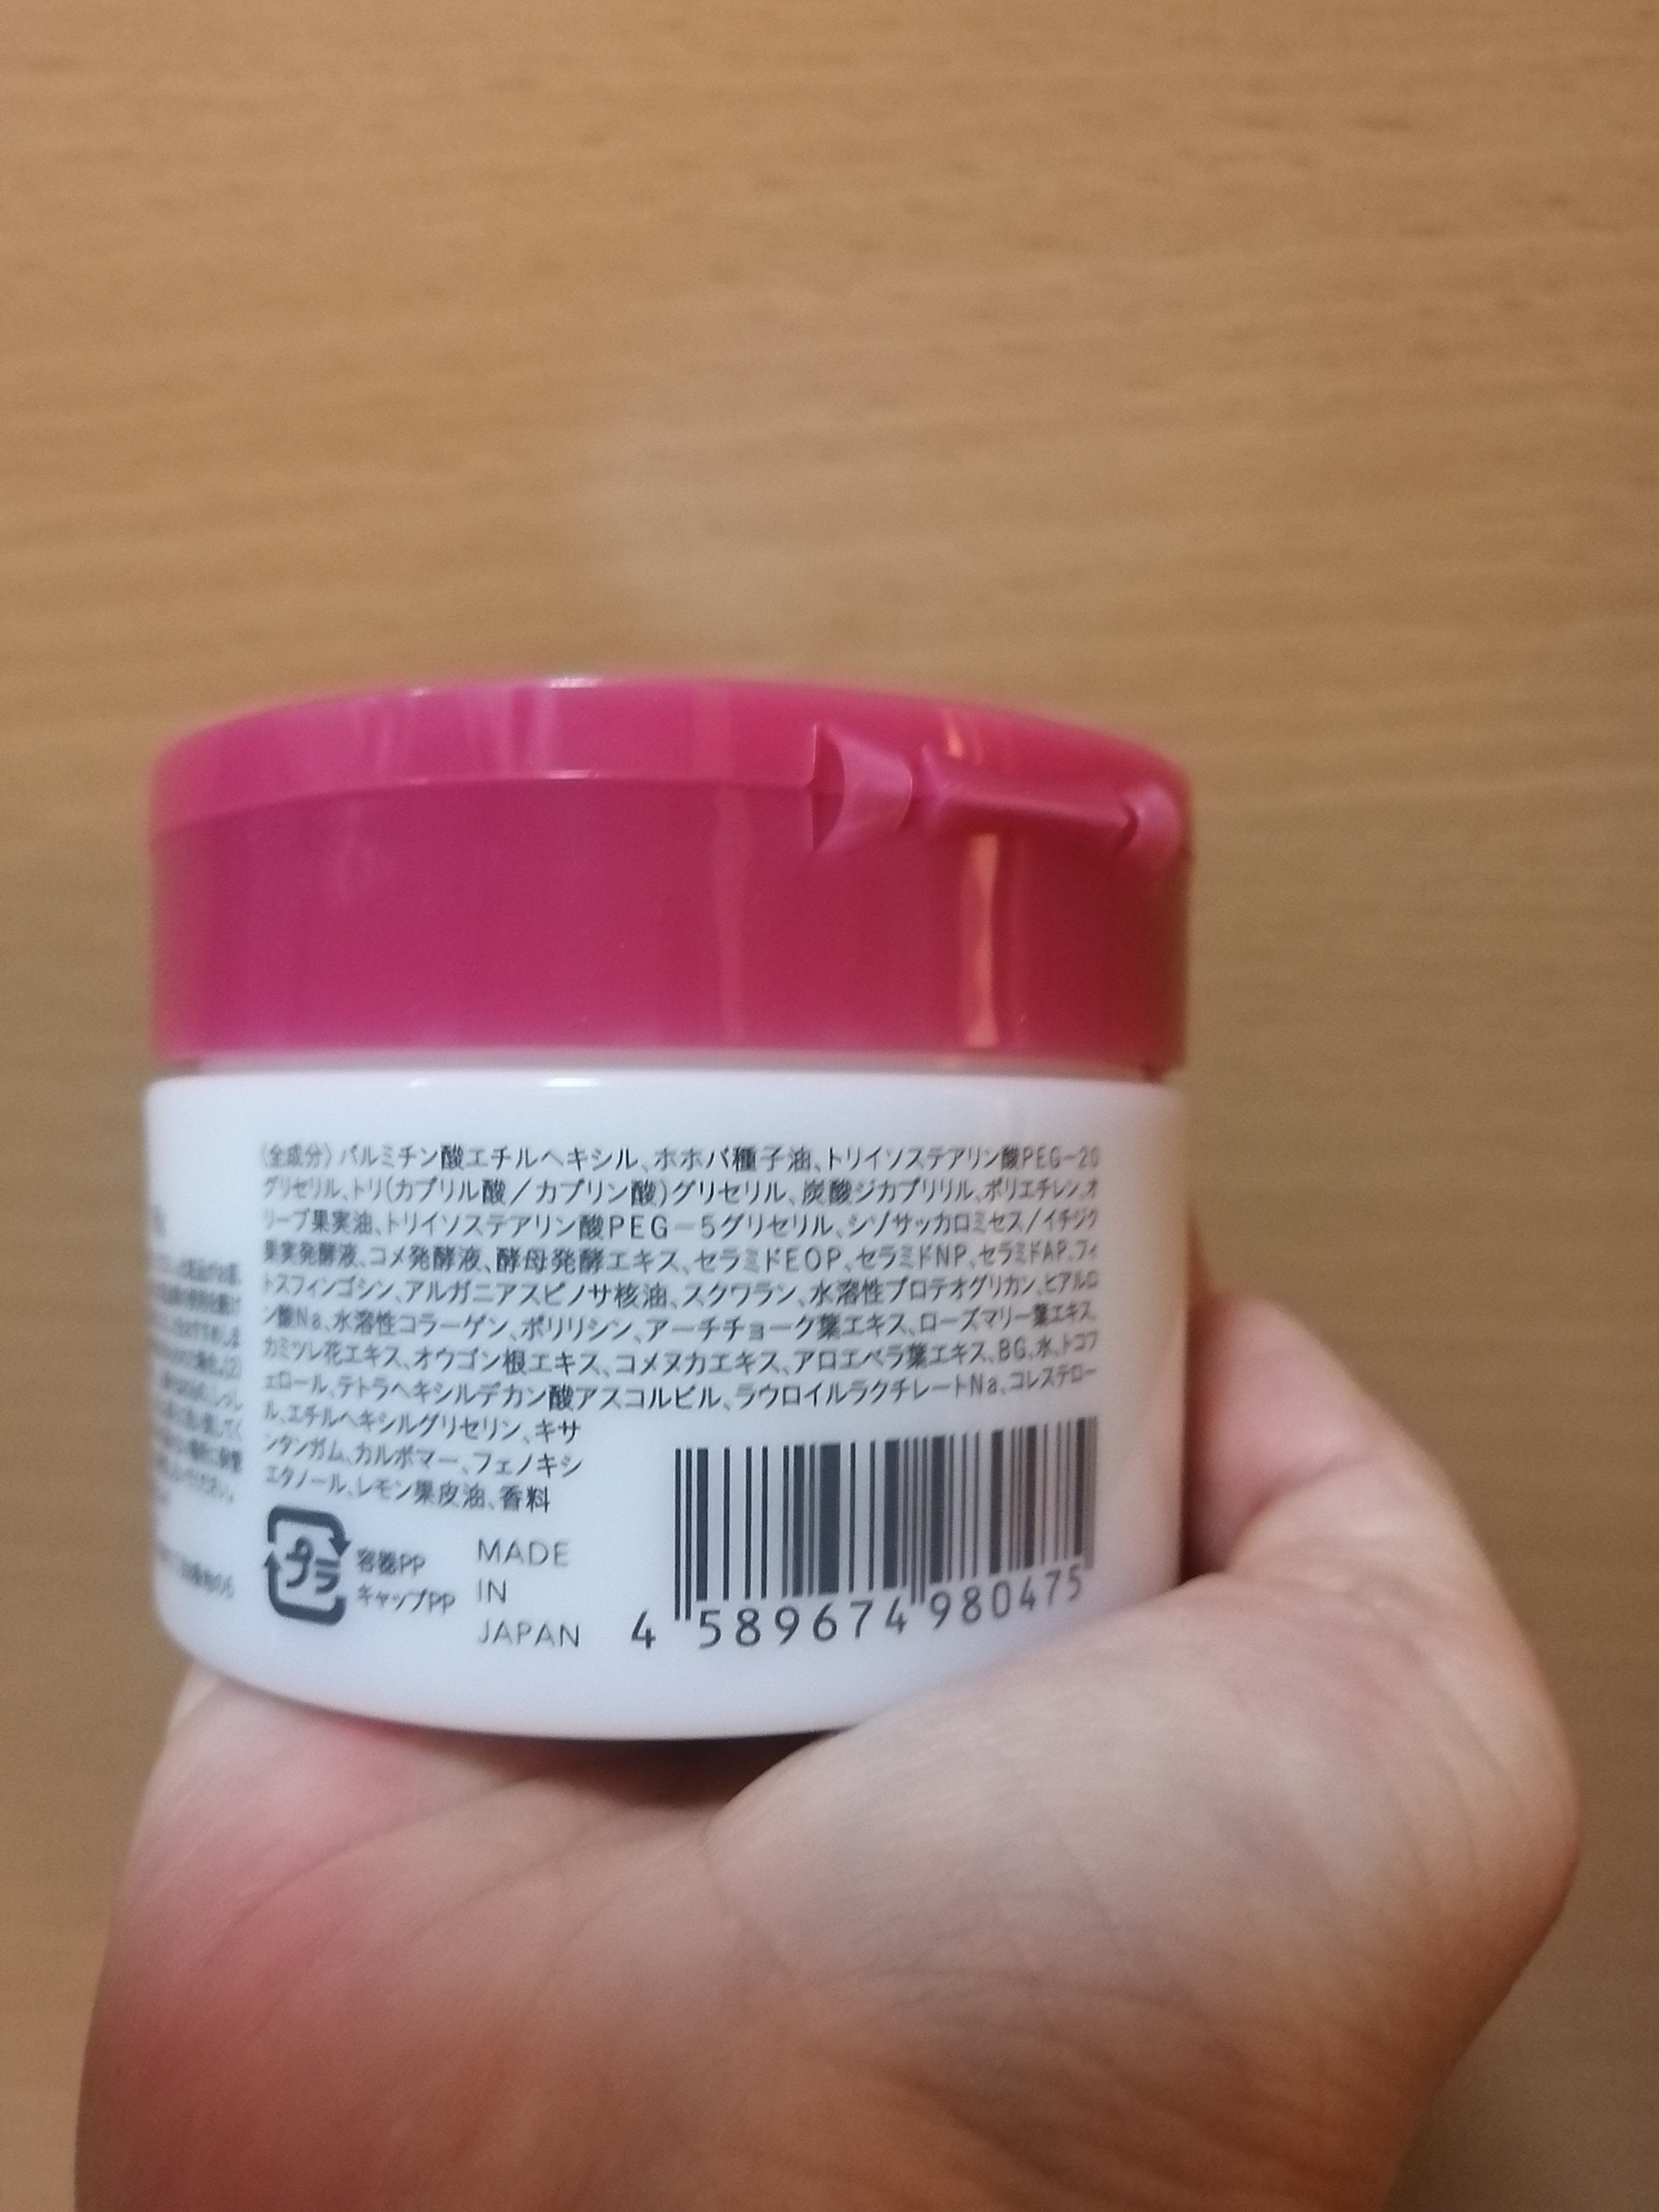 〈全成分〉パルミチン酸エチルヘキシル、ホホバ種子油、トリイソステアリン酸PEG-20
グリセリル、トリ(カプリル酸/カプリン酸)グリセリル、炭酸ジカプリリル、ポリエチレン、オ
リーブ果実油、トリイソステアリン酸PEG-5グリセリル、シゾサッカロミセス/イチジク
果実発酵液、コメ発酵液、酵母発酵エキス、セラミドEOP、セラミドNP、セラミドAP、フィ
トスフィンゴシン、アルガニアスピノサ核油、スクワラン、水溶性プロテオグリカン、ヒアルロ
ン酸Na、水溶性コラーゲン、ポリリシン、アーチチョーク葉エキス、ローズマリー葉エキス、
カミツレ花エキス、オウゴン根エキス、コメヌカエキス、アロエベラ葉エキス、BG、水、トコフ
ェロール、テトラヘキシルデカン酸アスコルビル、ラウロイルラクチレートNa、コレステロー
ル、エチルヘキシルグリセリン、キサ
ンタンガム、カルボマー、フェノキシ
エタノール、レモン果皮油、香料
プラ
容器PP
キャップPP
MADE
IN
JAPAN
4 589674 980475